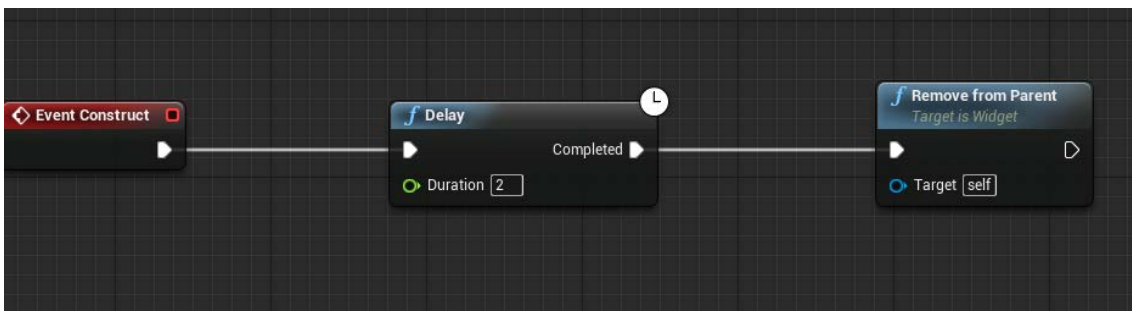 Event Construct
f Delay
Completed
Duration 2
f Remove from Parent
Target is Widget
Target self